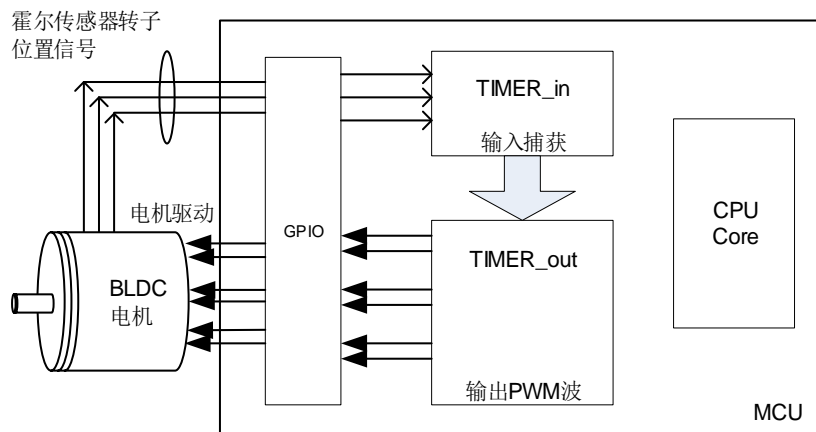 霍尔传感器转子
位置信号
TIMER_in
输入捕获
电机驱动
GPIO
CPU
Core
TIMER_out
BLDC
电机
输出PWM波
MCU